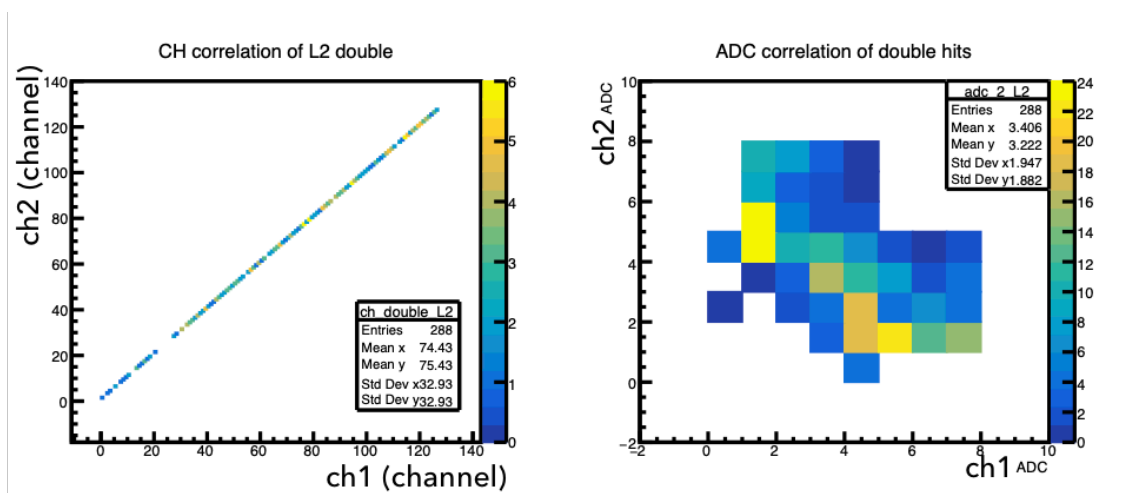 CH correlation of L2 double
ch2 (channel)
140
120
100
80
60
40
20
0
0 20 40 60 80 100 120 140
ch1 (channel)
ch_double_L2
Entries 288
Mean x 74.43
Mean y 75.43
Std Dev x32.93
Std Dev y32.93
6
5
4
3
2
1
0
ADC correlation of double hits
ch2 ADC
10
8
6
4
2
0
−2
−2 0 2 4 6 8 10
ch1 ADC
adc_2_L2
Entries 288
Mean x 3.406
Mean y 3.222
Std Dev x1.947
Std Dev y1.882
24
22
20
18
16
14
12
10
8
6
4
2
0